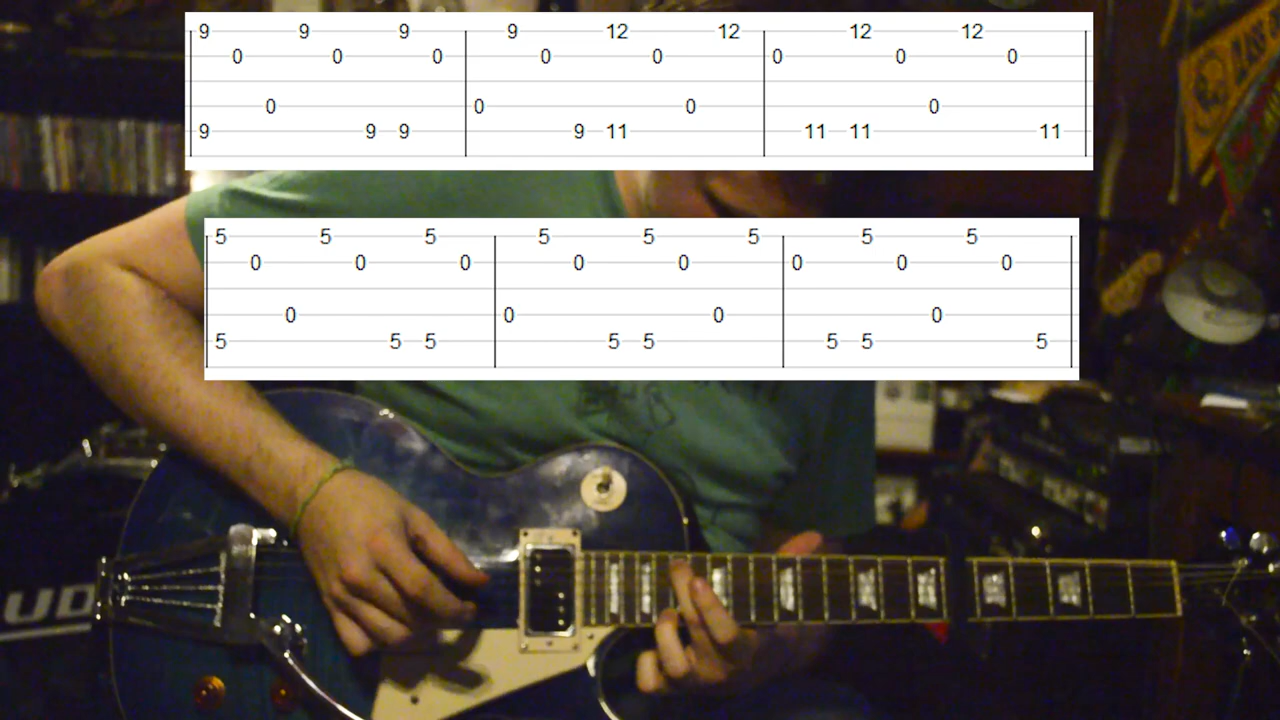 9 9 9 9 12 12 12 12
0 0 0 0 0 0 0 0
0 0 0 0
9 9 9 9 11 11 11 11
5 5 5 5 5 5 5 5
0 0 0 0 0 0 0 0
0 0 0 0
5 5 5 5 5 5 5 5
UD